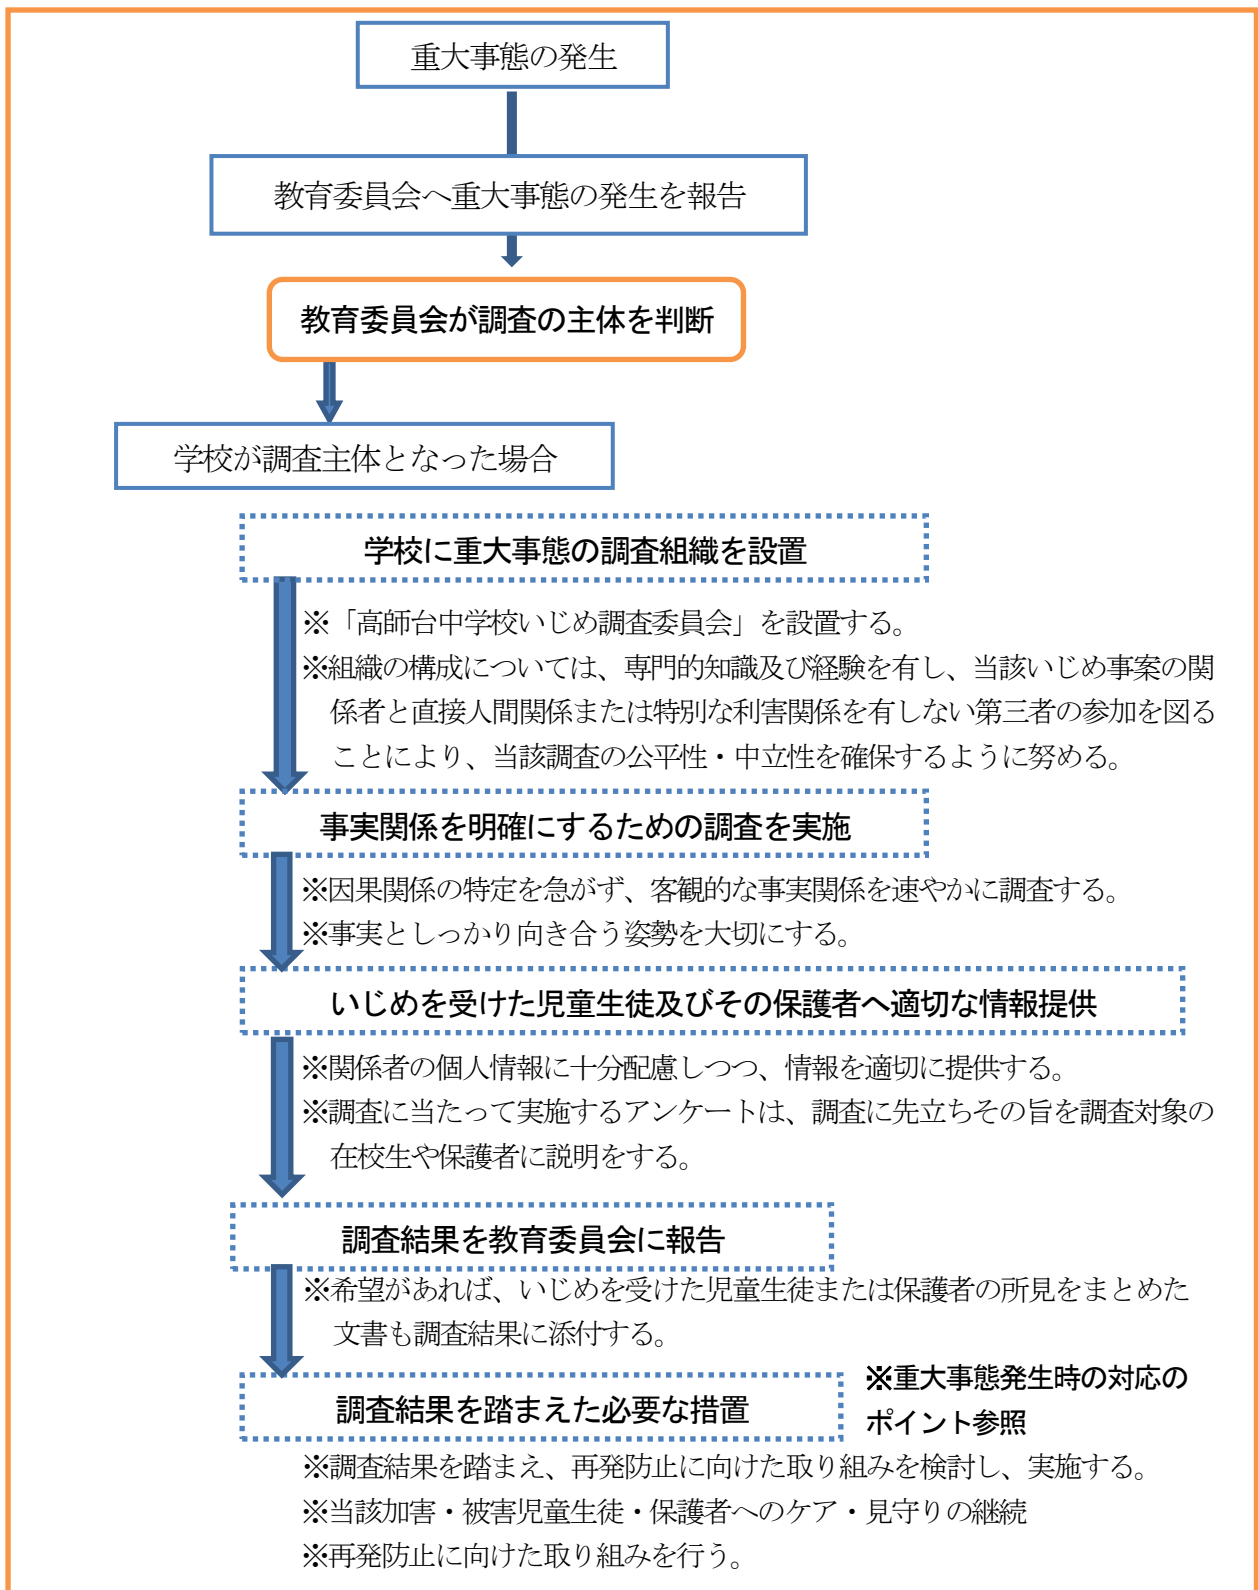 重大事態の発生
教育委員会へ重大事態の発生を報告
教育委員会が調査の主体を判断
学校が調査主体となった場合
学校に重大事態の調査組織を設置
※「高師台中学校いじめ調査委員会」を設置する。
※組織の構成については、専門的知識及び経験を有し、当該いじめ事案の関
係者と直接人間関係または特別な利害関係を有しない第三者の参加を図る
ことにより、当該調査の公平性・中立性を確保するように努める。
事実関係を明確にするための調査を実施
※因果関係の特定を急がず、客観的な事実関係を速やかに調査する。
※事実としっかり向き合う姿勢を大切にする。
いじめを受けた児童生徒及びその保護者へ適切な情報提供
※関係者の個人情報に十分配慮しつつ、情報を適切に提供する。
※調査に当たって実施するアンケートは、調査に先立ちその旨を調査対象の
在校生や保護者に説明をする。
調査結果を教育委員会に報告
※希望があれば、いじめを受けた児童生徒または保護者の所見をまとめた
文書も調査結果に添付する。
調査結果を踏まえた必要な措置
※重大事態発生時の対応の
ポイント参照
※調査結果を踏まえ、再発防止に向けた取り組みを検討し、実施する。
※当該加害・被害児童生徒・保護者へのケア・見守りの継続
※再発防止に向けた取り組みを行う。